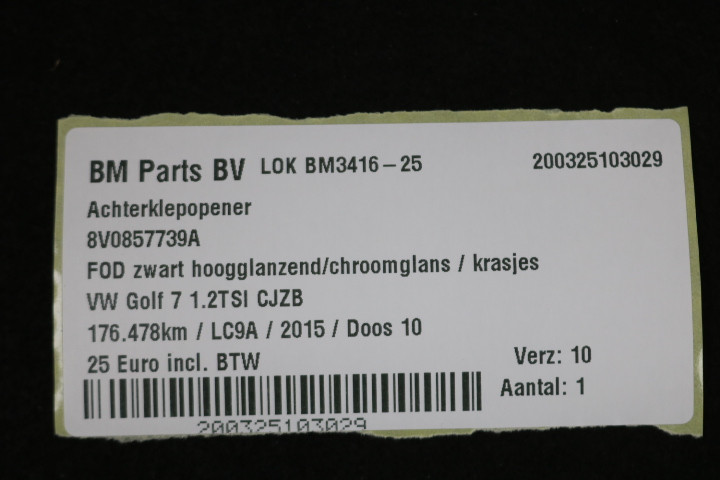 BM Parts BV LOK BM3416-25 200325103029
Achterklepopener
8V0857739A
FOD zwart hoogglanzend/chroomglans / krasjes
VW Golf 7 1.2TSI CJZB
176.478km / LC9A / 2015 / Doos 10
25 Euro incl. BTW Verz: 10
Aantal: 1
200325103029